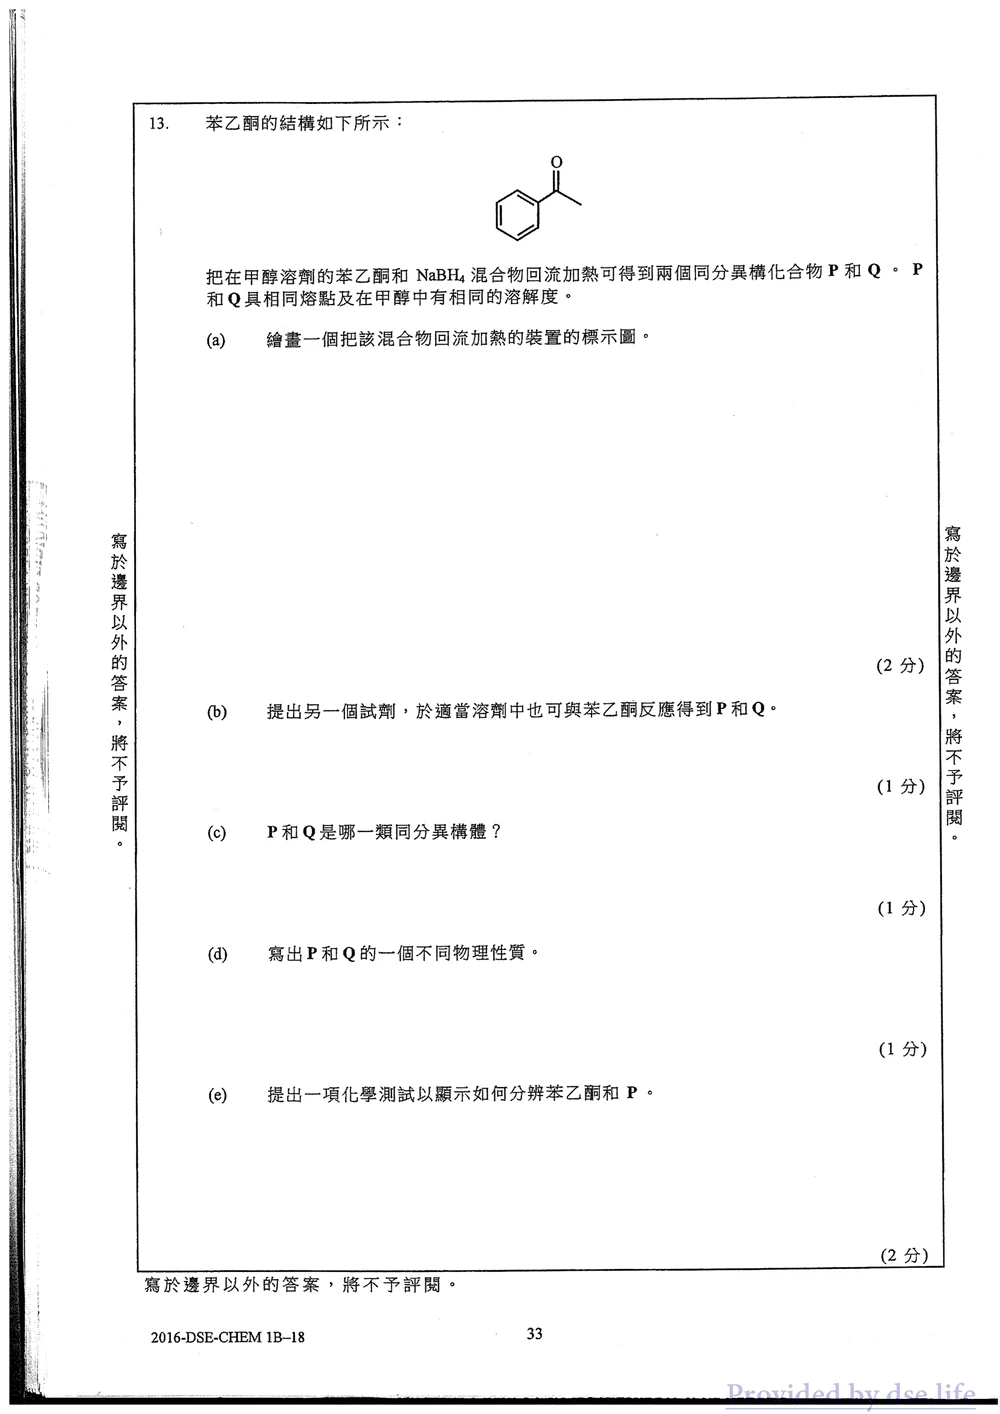 13. 苯乙酮的結構如下所示：
O
把在甲醇溶劑的苯乙酮和 NaBH₄ 混合物回流加熱可得到兩個同分異構化合物 P 和 Q。 P
和 Q 具相同熔點及在甲醇中有相同的溶解度。
(a) 繪畫一個把該混合物回流加熱的裝置的標示圖。
(2 分)
(b) 提出另一個試劑，於適當溶劑中也可與苯乙酮反應得到 P 和 Q。
(1 分)
(c) P 和 Q 是哪一類同分異構體？
(1 分)
(d) 寫出 P 和 Q 的一個不同物理性質。
(1 分)
(e) 提出一項化學測試以顯示如何分辨苯乙酮和 P 。
(2 分)
寫於邊界以外的答案，將不予評閱。
寫於邊界以外的答案，將不予評閱。
寫於邊界以外的答案，將不予評閱。
2016-DSE-CHEM 1B–18
33
Provided by dse.life